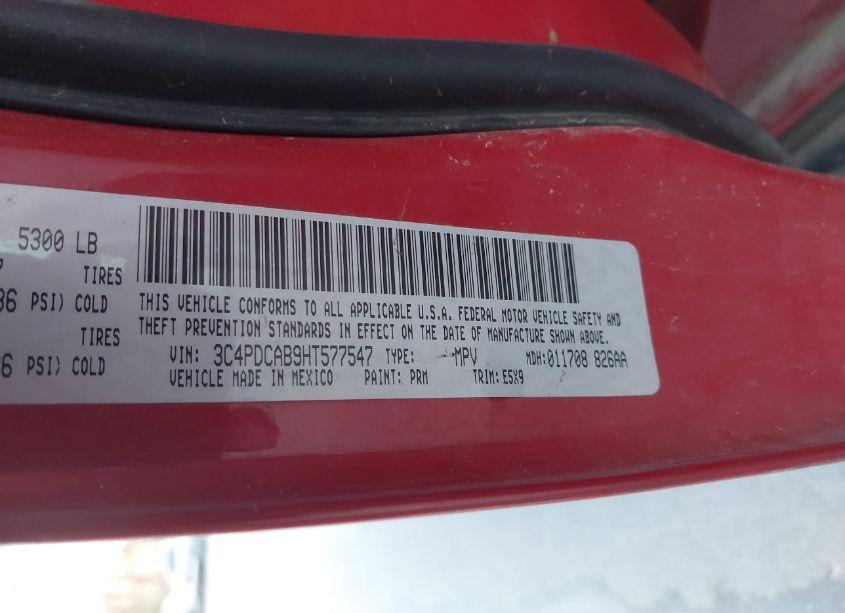 5300 LB
TIRES
PSI) COLD
TIRES
PSI) COLD
THIS VEHICLE CONFORMS TO ALL APPLICABLE U.S.A. FEDERAL MOTOR VEHICLE SAFETY AND
THEFT PREVENTION STANDARDS IN EFFECT ON THE DATE OF MANUFACTURE SHOWN ABOVE.
VIN: 3C4PDCAB9HT577547 TYPE: MPV MDH:011708 826AA
VEHICLE MADE IN MEXICO PAINT: PRM TRIM: E5X9